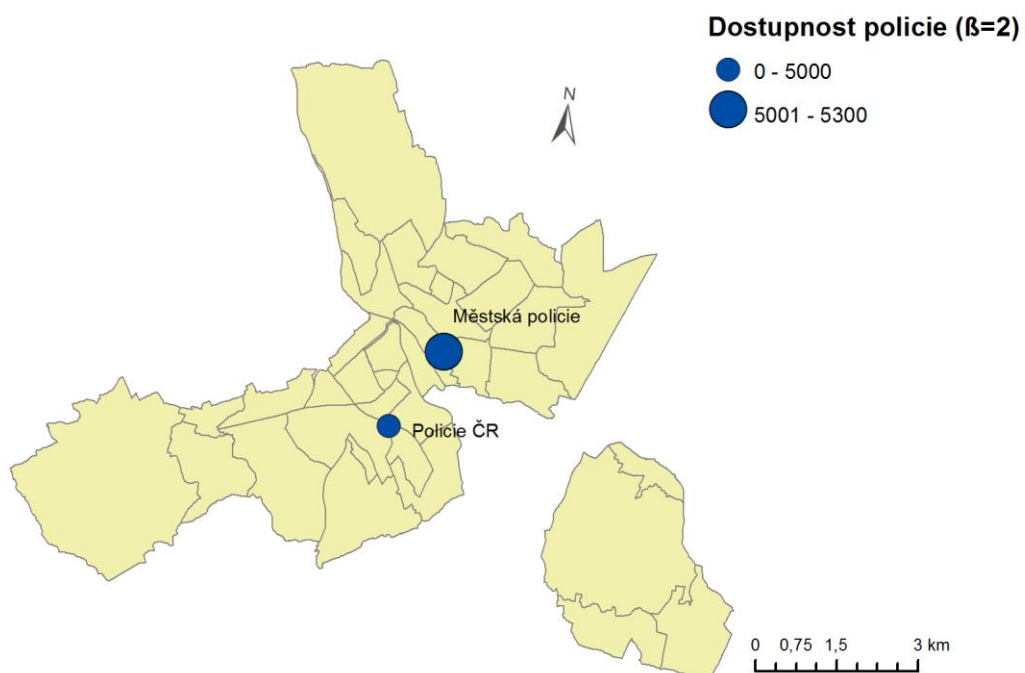 Dostupnost policie (ß=2)
0 - 5000
5001 - 5300
N
Městská policie
Policie ČR
0 0,75 1,5 3 km